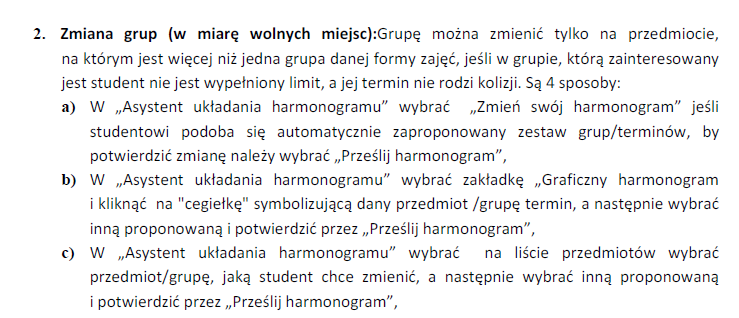 2. Zmiana grup (w miarę wolnych miejsc):Grupę można zmienić tylko na przedmiocie,
na którym jest więcej niż jedna grupa danej formy zajęć, jeśli w grupie, którą zainteresowany
jest student nie jest wypełniony limit, a jej termin nie rodzi kolizji. Są 4 sposoby:
a) W „Asystent układania harmonogramu” wybrać „Zmień swój harmonogram” jeśli
studentowi podoba się automatycznie zaproponowany zestaw grup/terminów, by
potwierdzić zmianę należy wybrać „Prześlij harmonogram”,
b) W „Asystent układania harmonogramu” wybrać zakładkę „Graficzny harmonogram
i kliknąć na "cegiełkę" symbolizującą dany przedmiot /grupę termin, a następnie wybrać
inną proponowaną i potwierdzić przez „Prześlij harmonogram”,
c) W „Asystent układania harmonogramu” wybrać na liście przedmiotów wybrać
przedmiot/grupę, jaką student chce zmienić, a następnie wybrać inną proponowaną
i potwierdzić przez „Prześlij harmonogram”,